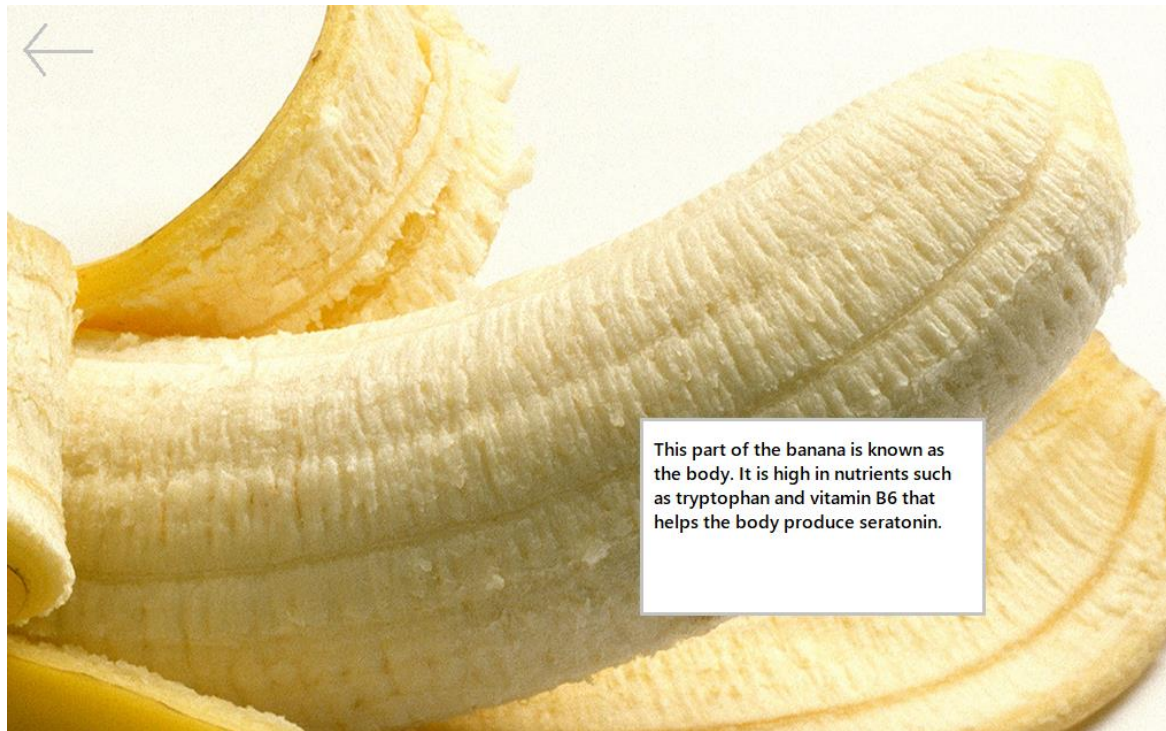 This part of the banana is known as
the body. It is high in nutrients such
as tryptophan and vitamin B6 that
helps the body produce seratonin.